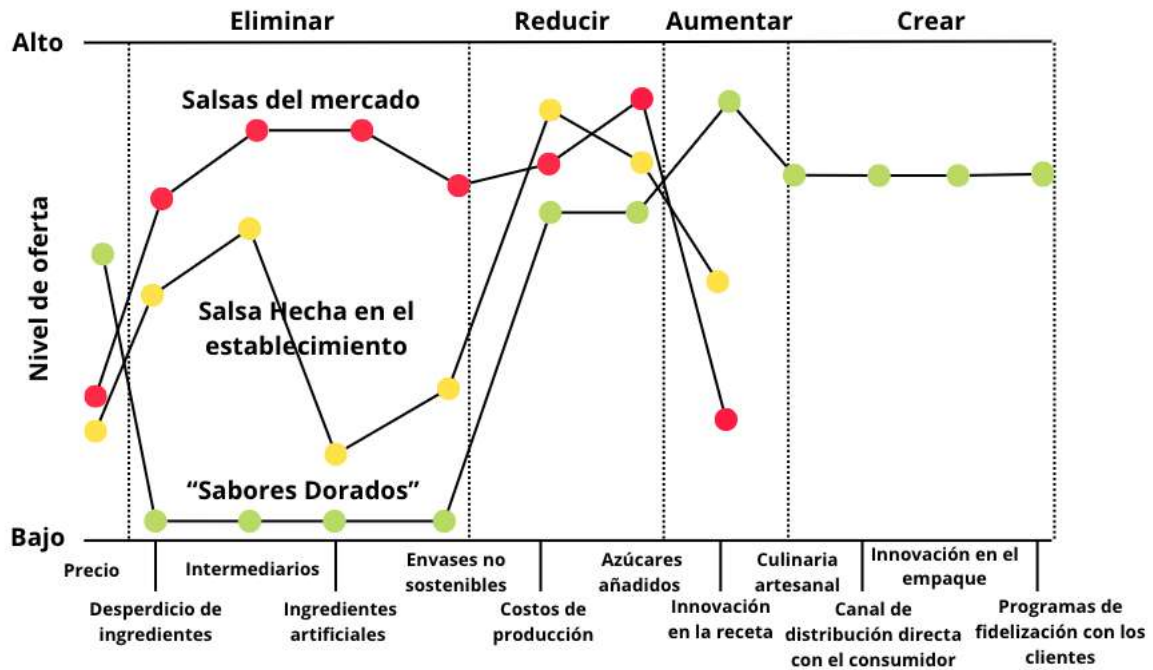 Eliminar
Reducir
Aumentar
Crear
Alto
Salsas del mercado
Nivel de oferta
Salsa Hecha en el
establecimiento
“Sabores Dorados”
Bajo
Precio
Desperdicio de
ingredientes
Intermediarios
Ingredientes
artificiales
Envases no
sostenibles
Costos de
producción
Azúcares
añadidos
Innovación
en la receta
Culinaria
artesanal
Canal de
distribución directa
con el consumidor
Innovación en el
empaque
Programas de
fidelización con los
clientes